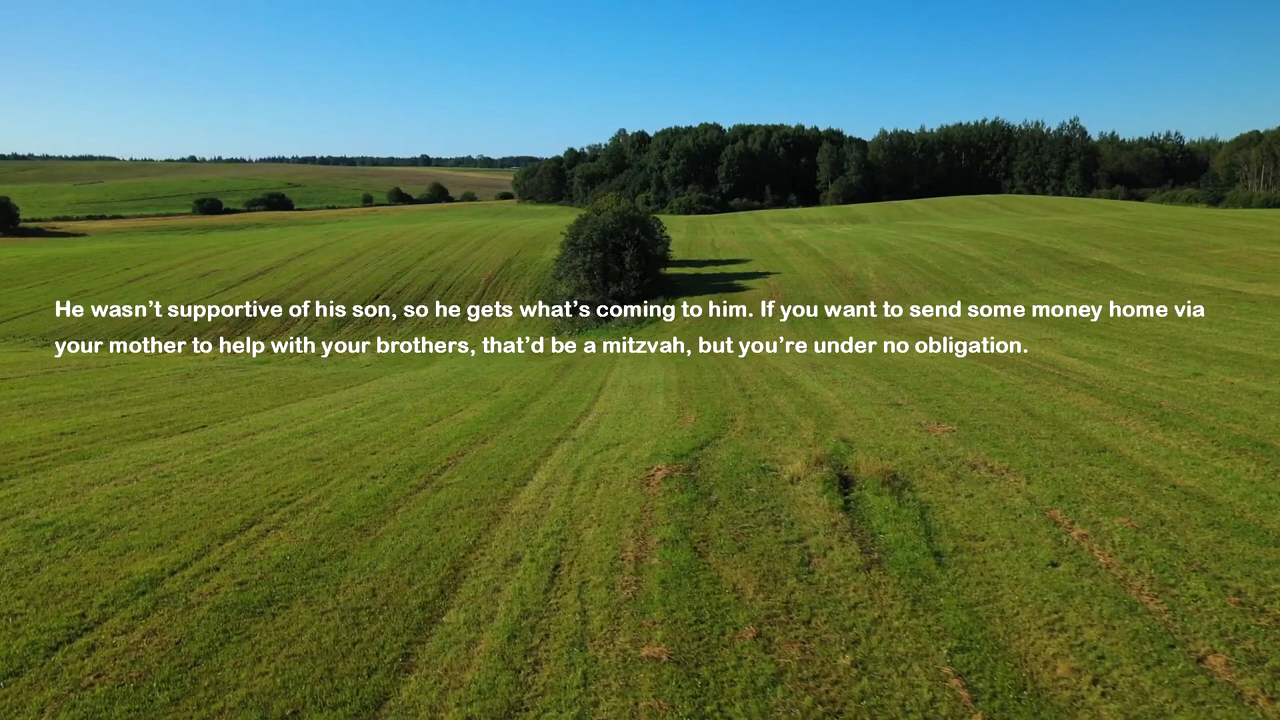 He wasn’t supportive of his son, so he gets what’s coming to him. If you want to send some money home via
your mother to help with your brothers, that’d be a mitzvah, but you’re under no obligation.